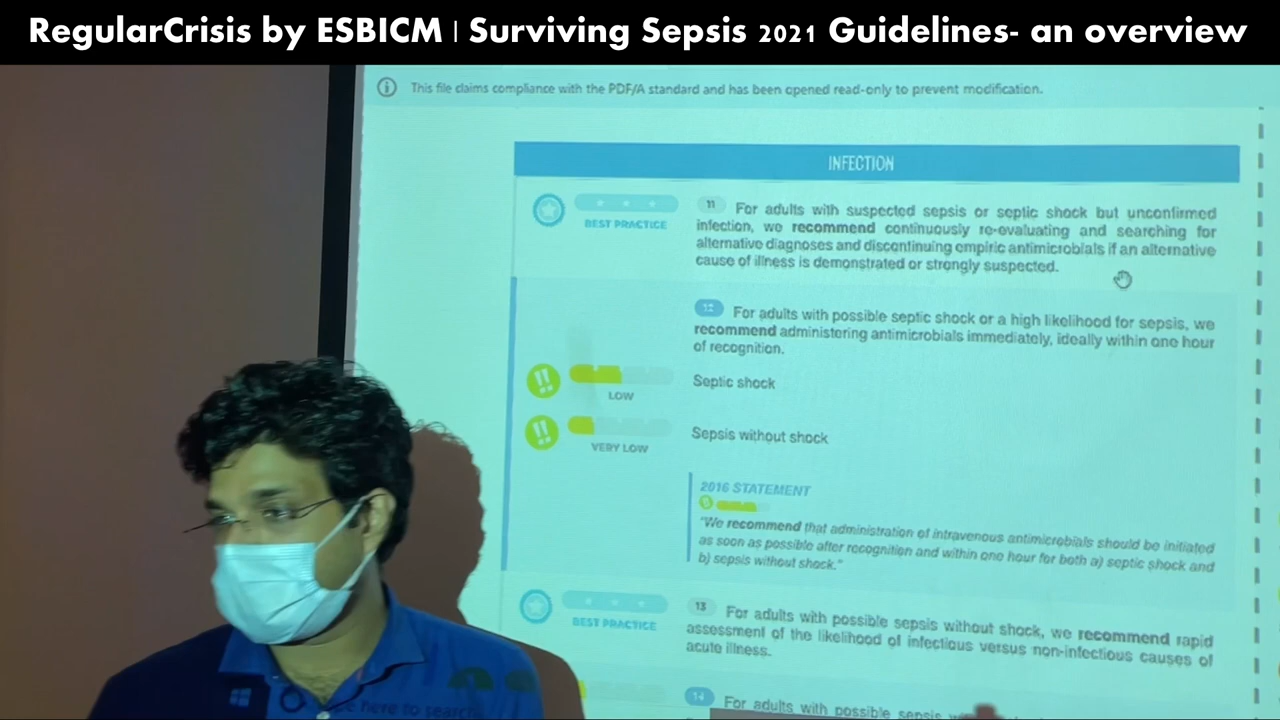 RegularCrisis by ESBICM | Surviving Sepsis 2021 Guidelines- an overview
This file claims compliance with the PDF/A standard and has been opened read-only to prevent modification.
INFECTION
BEST PRACTICE
11 For adults with suspected sepsis or septic shock but unconfirmed
infection, we recommend continuously re-evaluating and searching for
alternative diagnoses and discontinuing empiric antimicrobials if an alternative
cause of illness is demonstrated or strongly suspected.
12 For adults with possible septic shock or a high likelihood for sepsis, we
recommend administering antimicrobials immediately, ideally within one hour
of recognition.
!! Septic shock
LOW
!! Sepsis without shock
VERY LOW
2016 STATEMENT
"We recommend that administration of intravenous antimicrobials should be initiated
as soon as possible after recognition and within one hour for both a) septic shock and
b) sepsis without shock."
BEST PRACTICE
13 For adults with possible sepsis without shock, we recommend rapid
assessment of the likelihood of infectious versus non-infectious causes of
acute illness.
14 For adults with possible sepsis
here to search